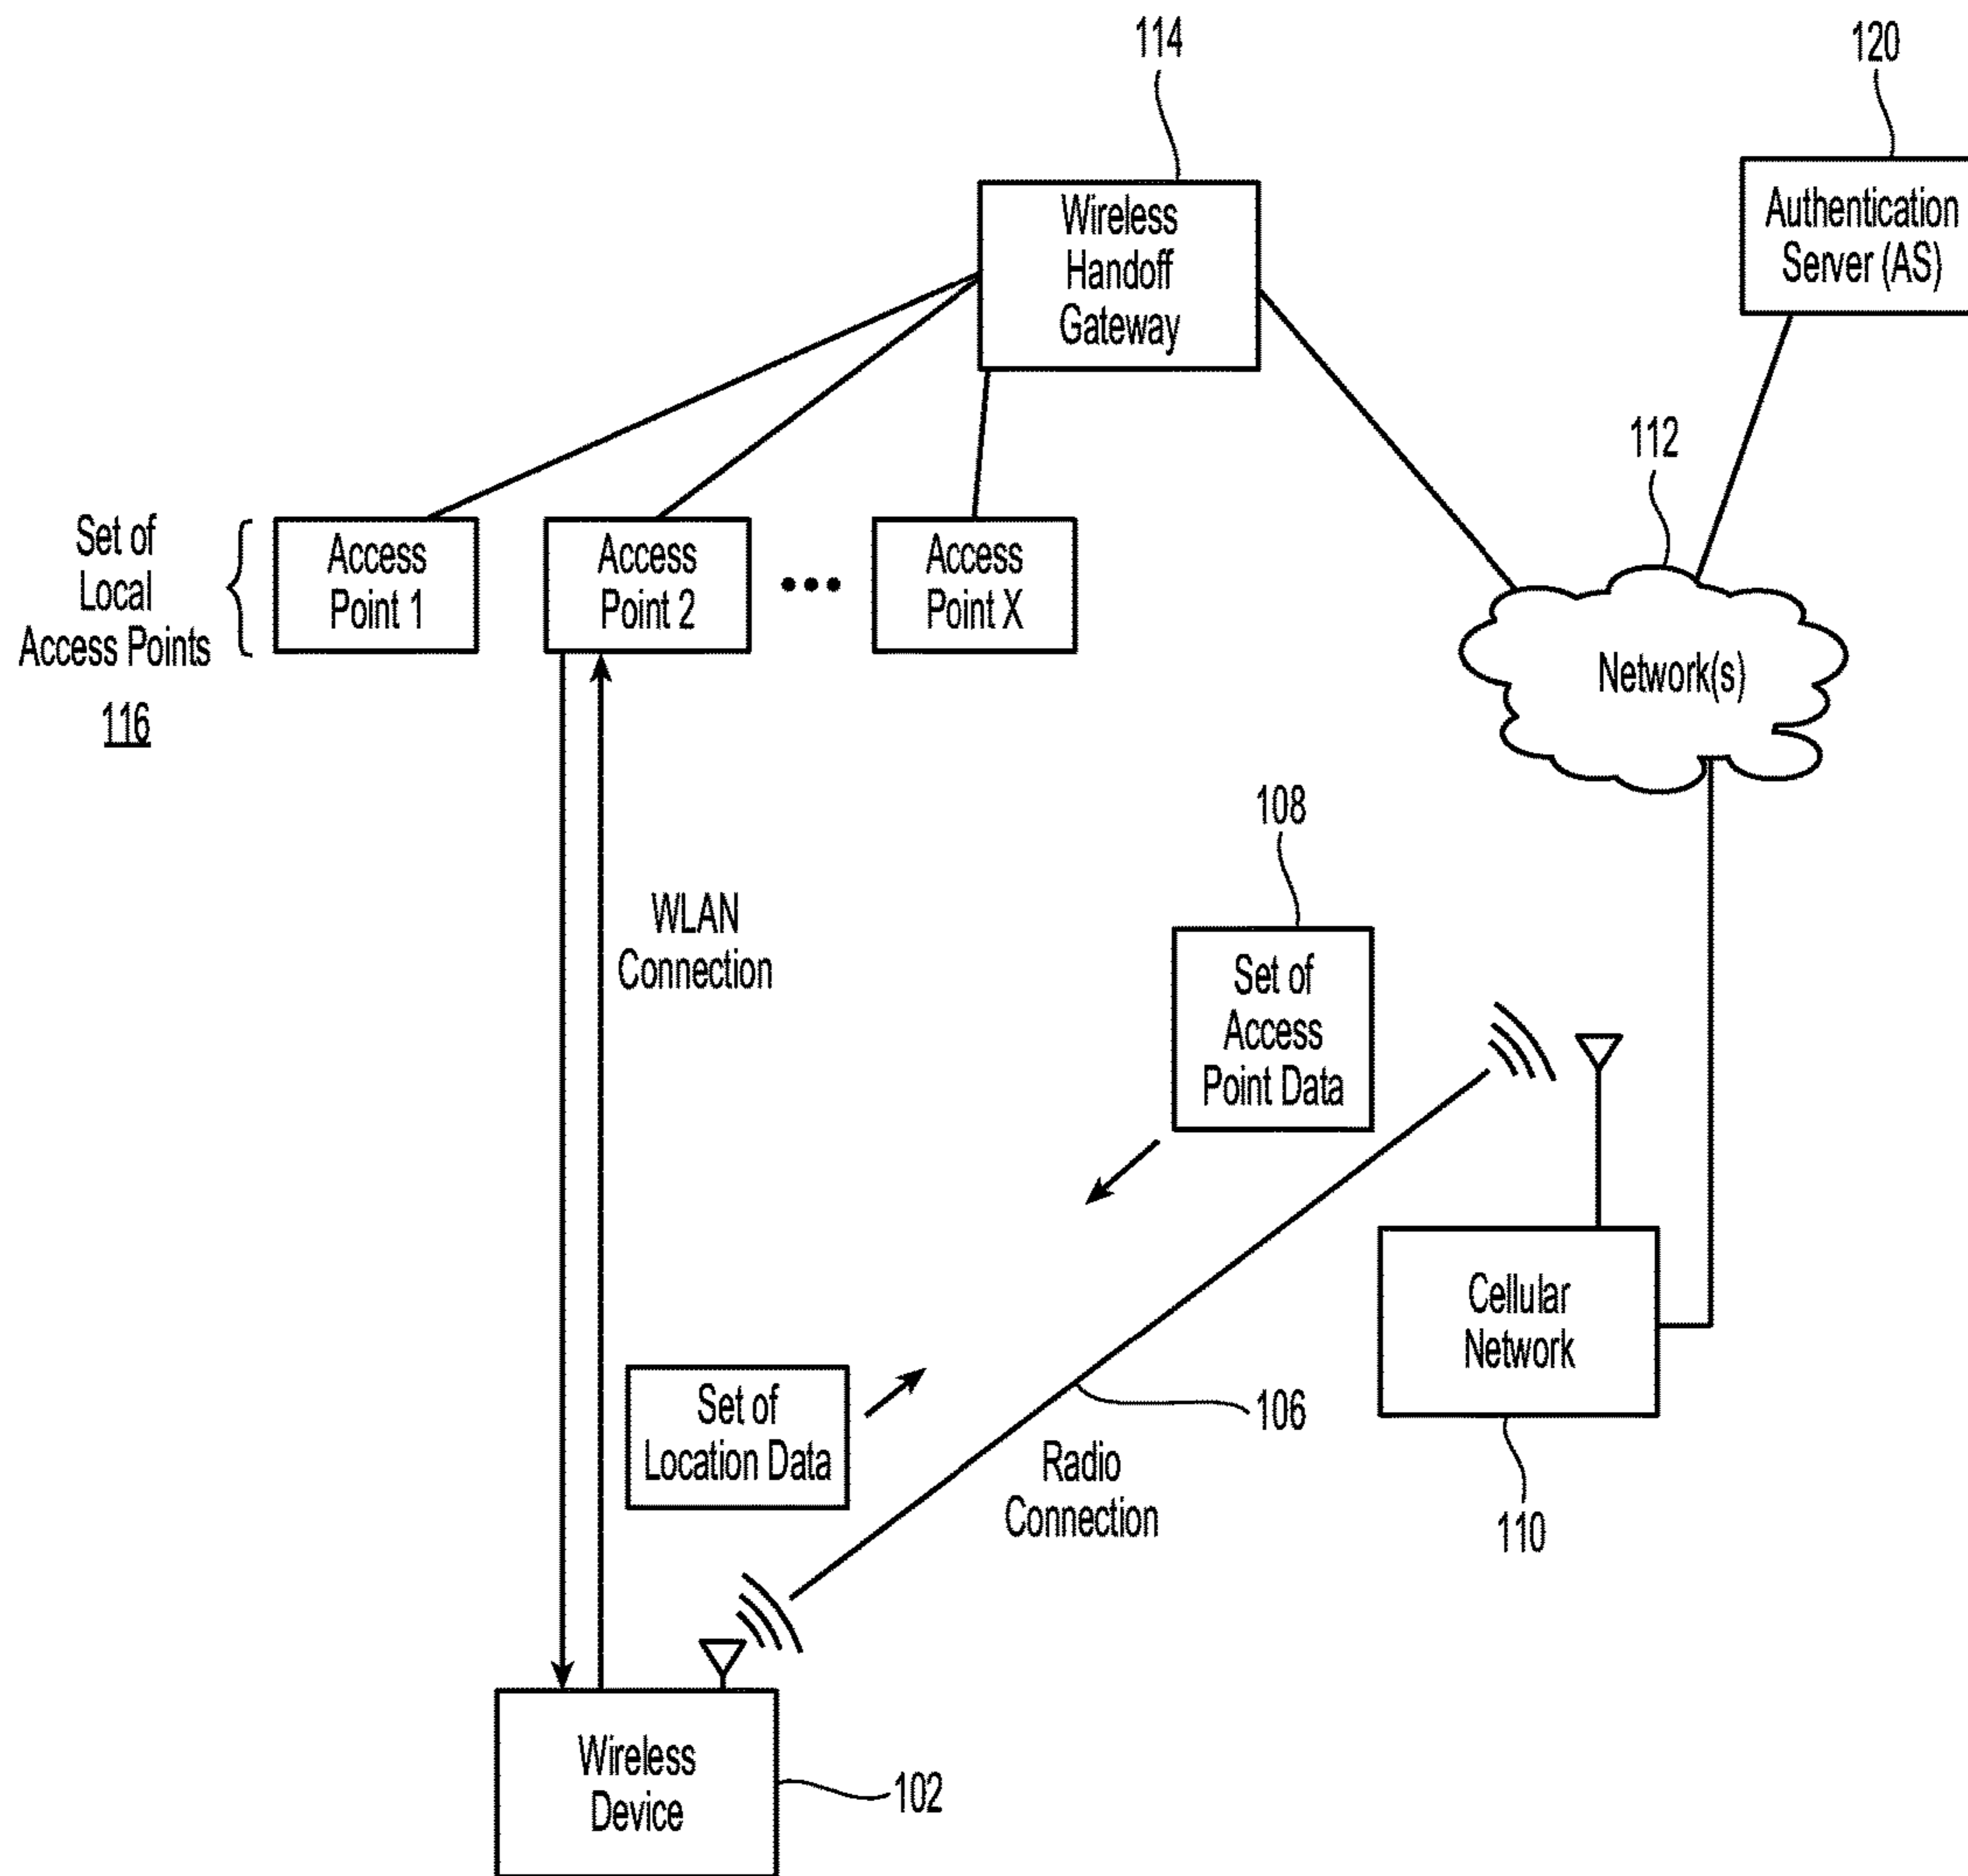 114
120
Wireless
Handoff
Gateway
Authentication
Server (AS)
112
Set of
Local
Access Points
116
Access
Point 1
Access
Point 2
•••
Access
Point X
Network(s)
108
WLAN
Connection
Set of
Access
Point Data
Cellular
Network
Set of
Location Data
106
Radio
Connection
110
Wireless
Device
102